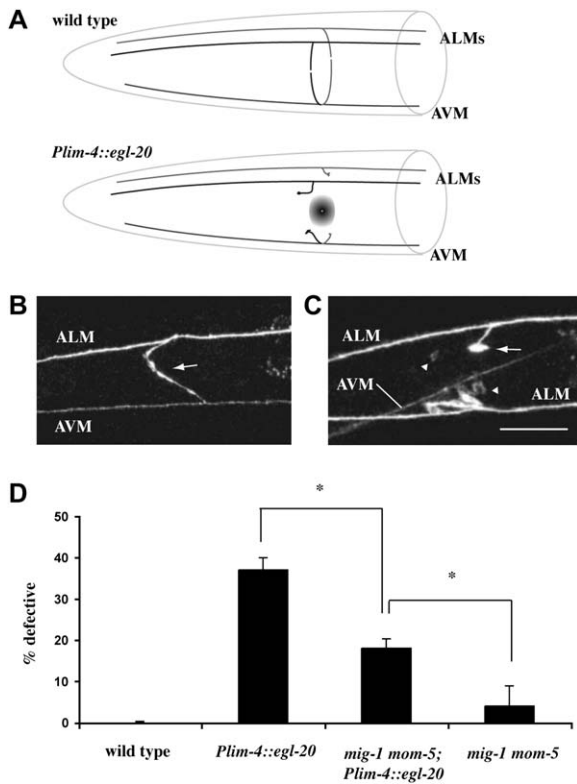 A
wild type
ALMs
AVM
Plim-4::egl-20
ALMs
AVM
B
ALM
AVM
C
ALM
AVM
ALM
D
*
*
% defective
50
40
30
20
10
0
wild type
Plim-4::egl-20
mig-1 mom-5;
Plim-4::egl-20
mig-1 mom-5